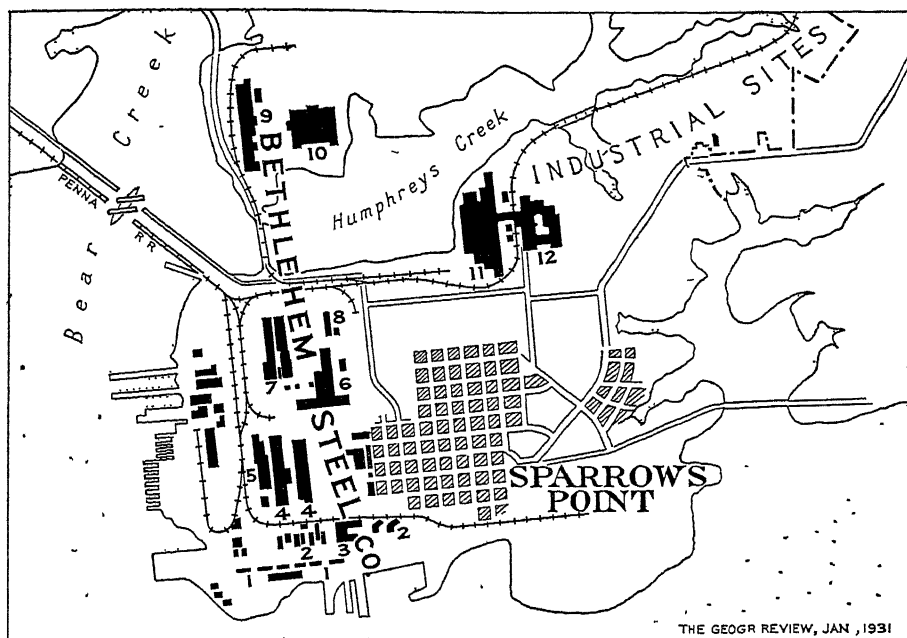 Bear Creek
PENNA
RR
BETHLEHEM STEEL CO
Humphreys Creek
INDUSTRIAL SITES
9
10
11
12
8
7
6
5
4
4
2
3
2
1
1
SPARROWS
POINT
THE GEOGR REVIEW, JAN, 1931